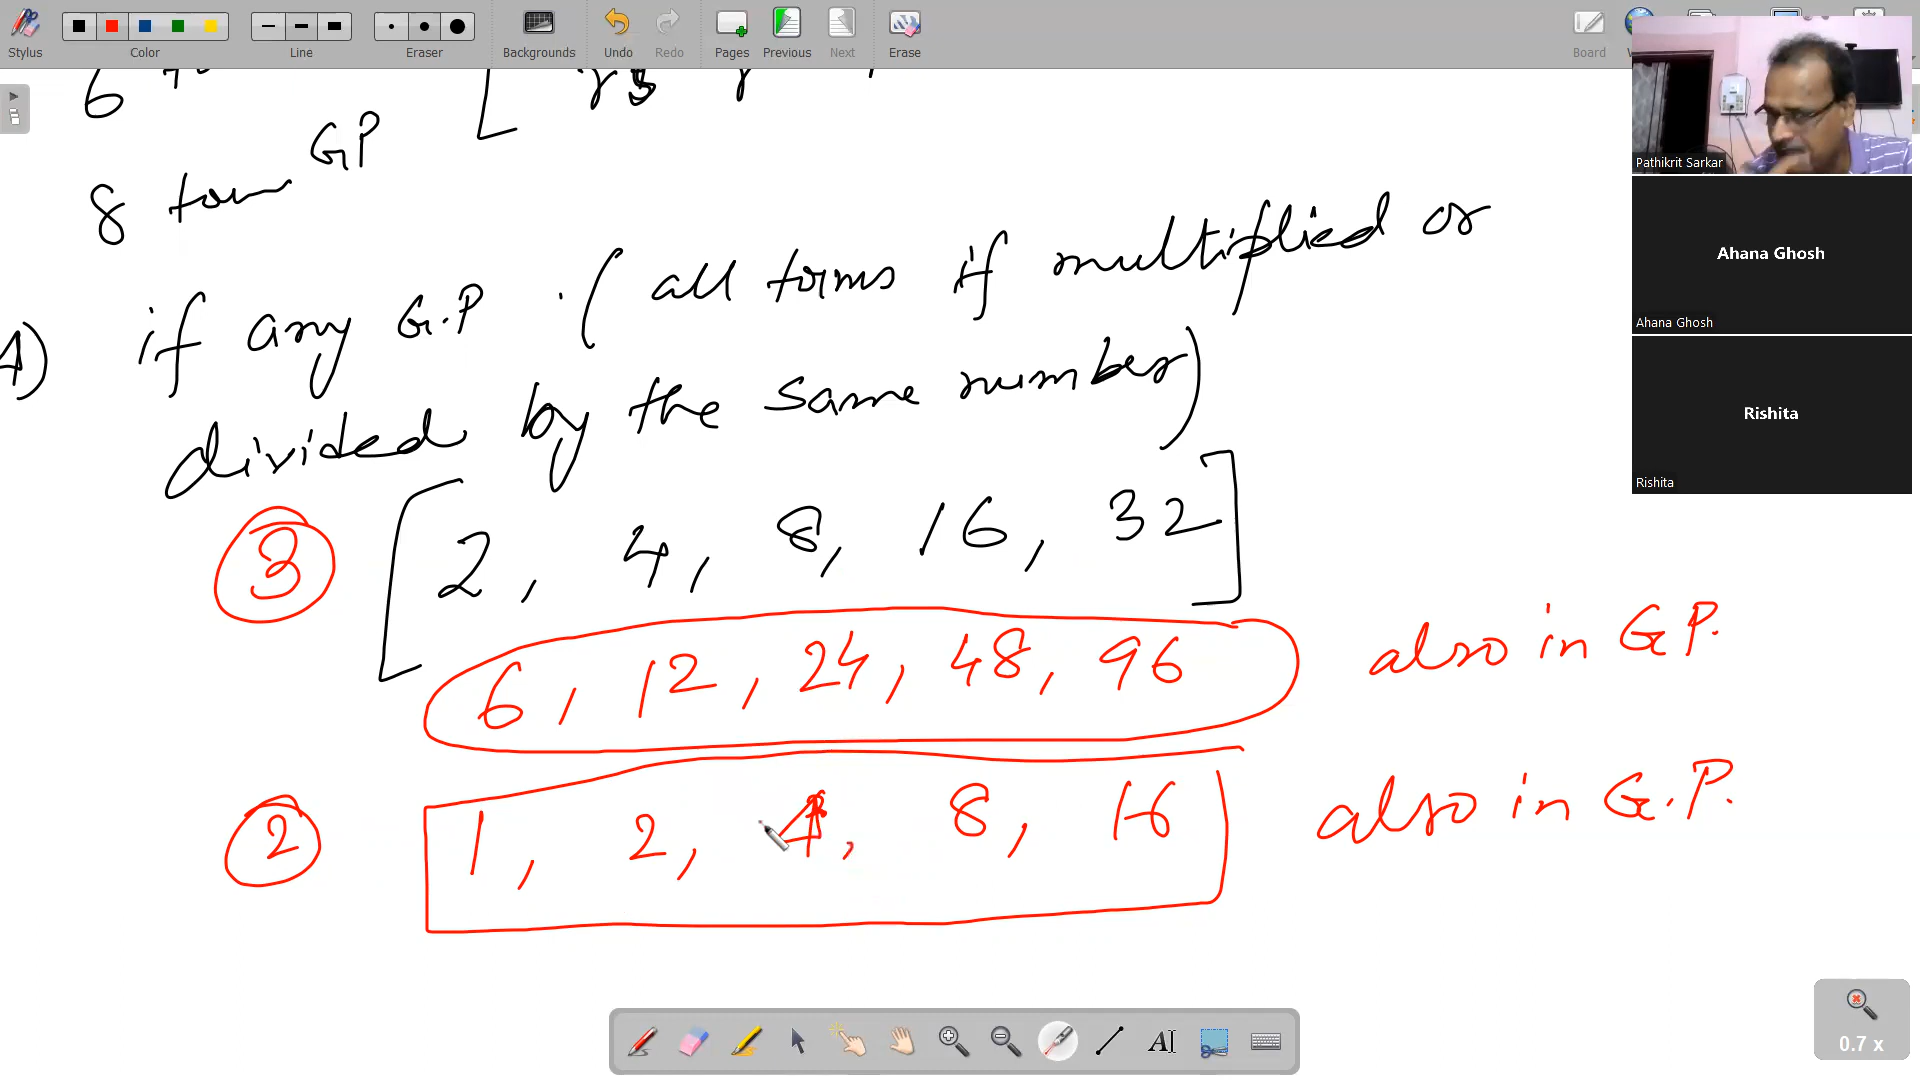 Stylus
Color
Line
Eraser
Backgrounds
Undo
Redo
Pages
Previous
Next
Erase
Board
6
8 term GP
4) if any G.P. (all terms if multiplied or
divided by the same number)
3 [2, 4, 8, 16, 32]
6, 12, 24, 48, 96 also in GP.
2 1, 2, 4, 8, 16 also in G.P.
Pathikrit Sarkar
Ahana Ghosh
Ahana Ghosh
Rishita
Rishita
0.7 x